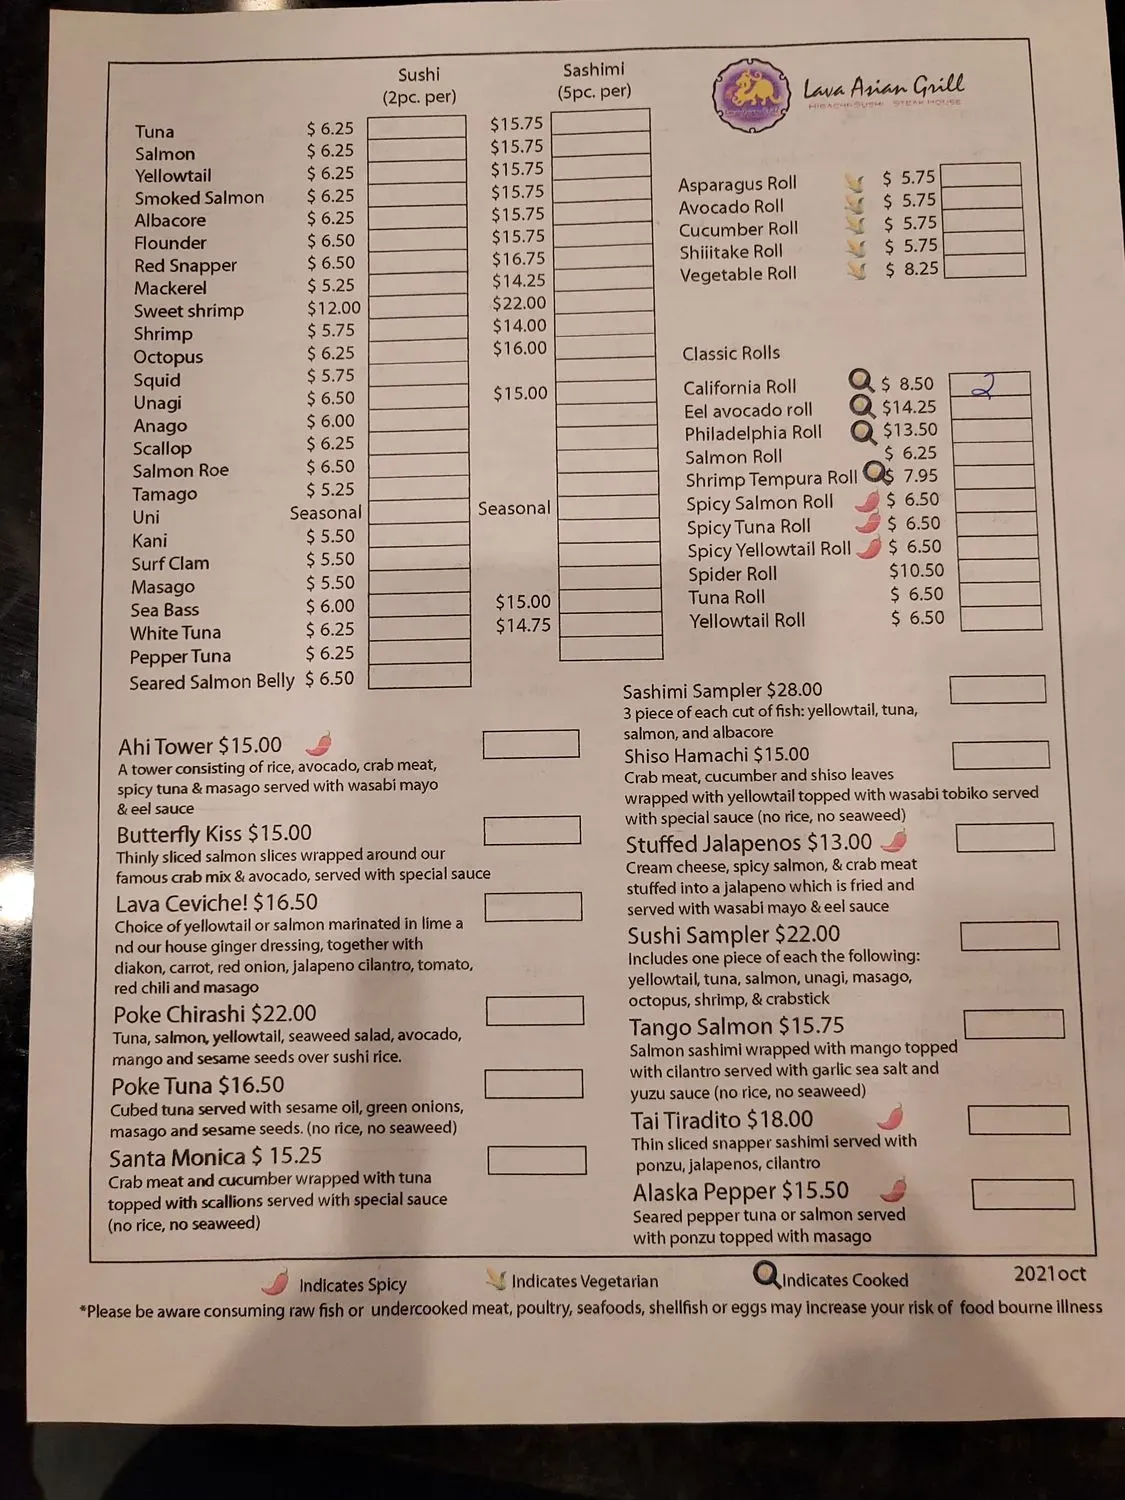 Sushi
(2pc. per)
Sashimi
(5pc. per)
Lava Asian Grill
HIBACHI SUSHI STEAK HOUSE
Tuna $ 6.25 $15.75
Salmon $ 6.25 $15.75
Yellowtail $ 6.25 $15.75
Smoked Salmon $ 6.25 $15.75
Albacore $ 6.25 $15.75
Flounder $ 6.50 $15.75
Red Snapper $ 6.50 $16.75
Mackerel $ 5.25 $14.25
Sweet shrimp $12.00 $22.00
Shrimp $ 5.75 $14.00
Octopus $ 6.25 $16.00
Squid $ 5.75
Unagi $ 6.50 $15.00
Anago $ 6.00
Scallop $ 6.25
Salmon Roe $ 6.50
Tamago $ 5.25
Uni Seasonal Seasonal
Kani $ 5.50
Surf Clam $ 5.50
Masago $ 5.50
Sea Bass $ 6.00 $15.00
White Tuna $ 6.25 $14.75
Pepper Tuna $ 6.25
Seared Salmon Belly $ 6.50
Asparagus Roll $ 5.75
Avocado Roll $ 5.75
Cucumber Roll $ 5.75
Shiiitake Roll $ 5.75
Vegetable Roll $ 8.25
Classic Rolls
California Roll $ 8.50 2
Eel avocado roll $14.25
Philadelphia Roll $13.50
Salmon Roll $ 6.25
Shrimp Tempura Roll $ 7.95
Spicy Salmon Roll $ 6.50
Spicy Tuna Roll $ 6.50
Spicy Yellowtail Roll $ 6.50
Spider Roll $10.50
Tuna Roll $ 6.50
Yellowtail Roll $ 6.50
Ahi Tower $15.00
A tower consisting of rice, avocado, crab meat,
spicy tuna & masago served with wasabi mayo
& eel sauce
Butterfly Kiss $15.00
Thinly sliced salmon slices wrapped around our
famous crab mix & avocado, served with special sauce
Lava Ceviche! $16.50
Choice of yellowtail or salmon marinated in lime a
nd our house ginger dressing, together with
diakon, carrot, red onion, jalapeno cilantro, tomato,
red chili and masago
Poke Chirashi $22.00
Tuna, salmon, yellowtail, seaweed salad, avocado,
mango and sesame seeds over sushi rice.
Poke Tuna $16.50
Cubed tuna served with sesame oil, green onions,
masago and sesame seeds. (no rice, no seaweed)
Santa Monica $ 15.25
Crab meat and cucumber wrapped with tuna
topped with scallions served with special sauce
(no rice, no seaweed)
Sashimi Sampler $28.00
3 piece of each cut of fish: yellowtail, tuna,
salmon, and albacore
Shiso Hamachi $15.00
Crab meat, cucumber and shiso leaves
wrapped with yellowtail topped with wasabi tobiko served
with special sauce (no rice, no seaweed)
Stuffed Jalapenos $13.00
Cream cheese, spicy salmon, & crab meat
stuffed into a jalapeno which is fried and
served with wasabi mayo & eel sauce
Sushi Sampler $22.00
Includes one piece of each the following:
yellowtail, tuna, salmon, unagi, masago,
octopus, shrimp, & crabstick
Tango Salmon $15.75
Salmon sashimi wrapped with mango topped
with cilantro served with garlic sea salt and
yuzu sauce (no rice, no seaweed)
Tai Tiradito $18.00
Thin sliced snapper sashimi served with
ponzu, jalapenos, cilantro
Alaska Pepper $15.50
Seared pepper tuna or salmon served
with ponzu topped with masago
Indicates Spicy Indicates Vegetarian Indicates Cooked 2021oct
*Please be aware consuming raw fish or undercooked meat, poultry, seafoods, shellfish or eggs may increase your risk of food bourne illness